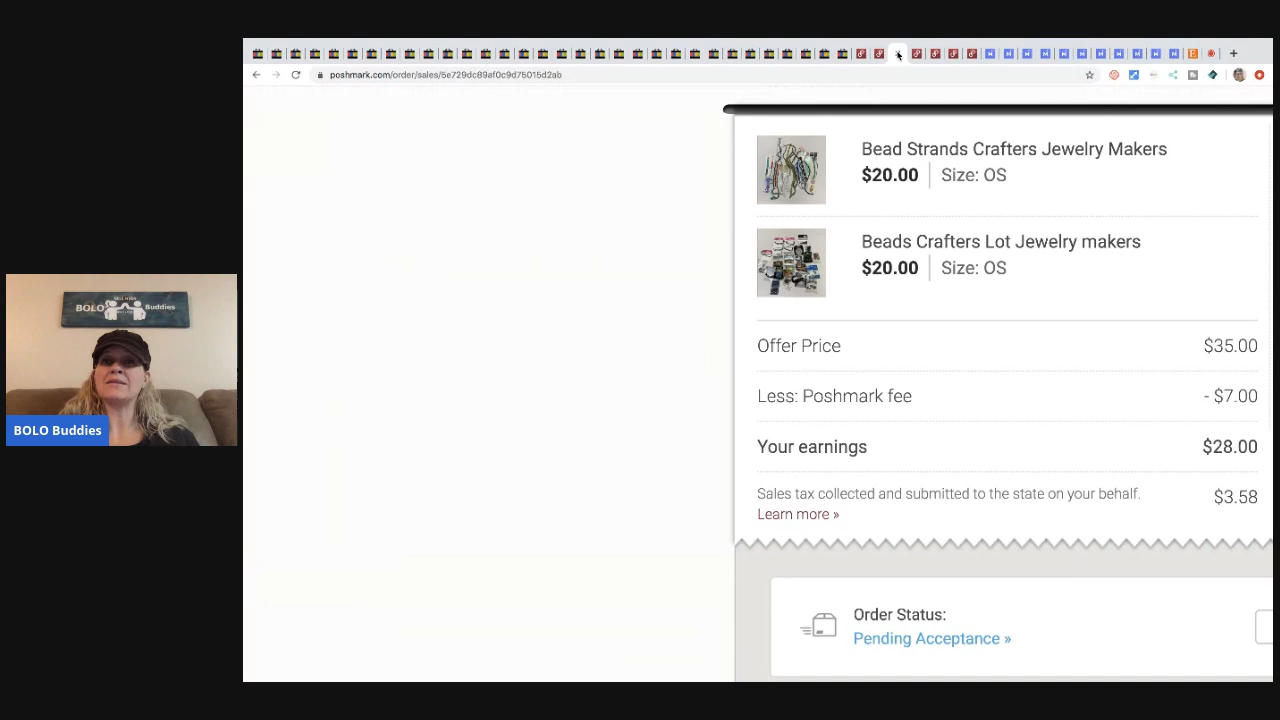 poshmark.com/order/sales/5e729dc89af0c9d75015d2ab
Bead Strands Crafters Jewelry Makers
$20.00 Size: OS
Beads Crafters Lot Jewelry makers
$20.00 Size: OS
Offer Price $35.00
Less: Poshmark fee - $7.00
Your earnings $28.00
Sales tax collected and submitted to the state on your behalf. $3.58
Learn more »
Order Status:
Pending Acceptance »
BOLO Buddies
BOLO Buddies